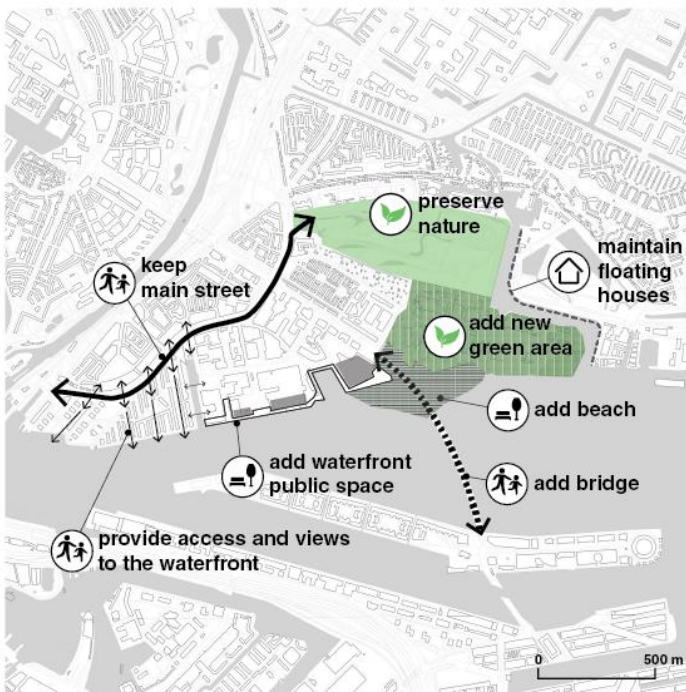 preserve
nature
keep
main street
maintain
floating
houses
add new
green area
add beach
add waterfront
public space
add bridge
provide access and views
to the waterfront
0
500 m